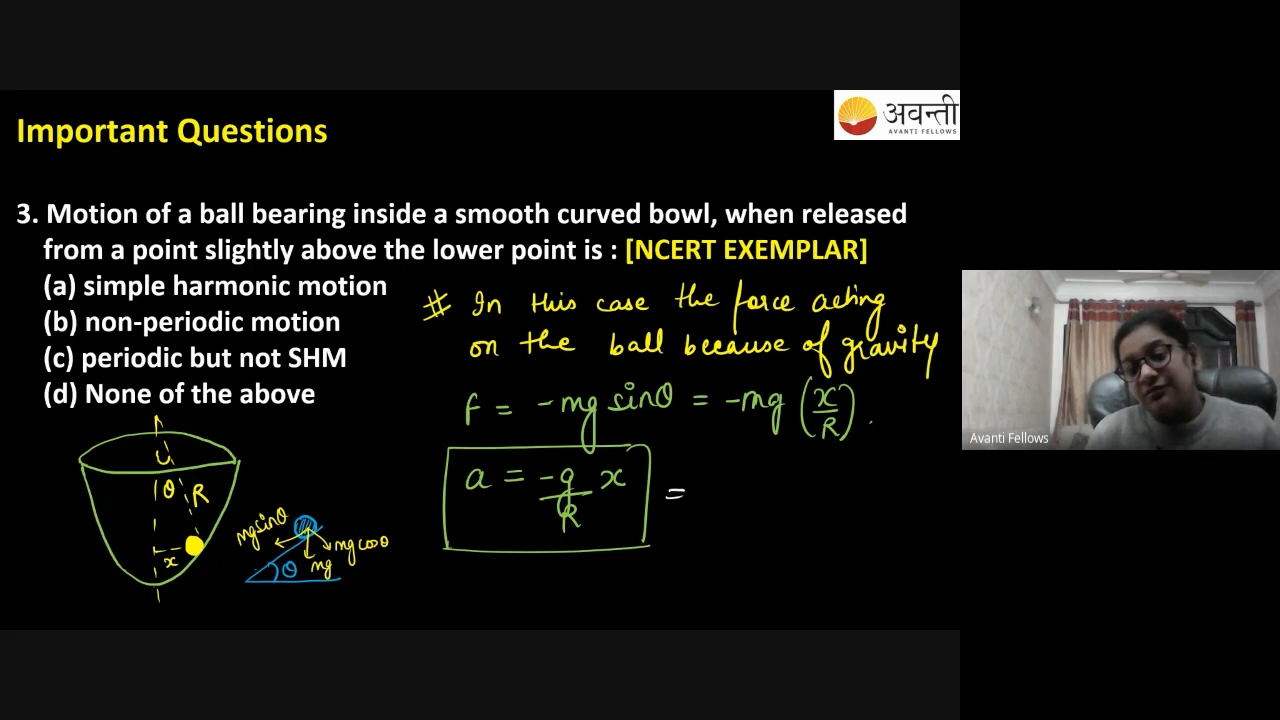 Important Questions
अवन्ती
AVANTI FELLOWS
3. Motion of a ball bearing inside a smooth curved bowl, when released
from a point slightly above the lower point is : [NCERT EXEMPLAR]
(a) simple harmonic motion
(b) non-periodic motion
(c) periodic but not SHM
(d) None of the above
# In this case the force acting
on the ball because of gravity
f = -mg sinθ = -mg (x/R).
a = -g/R x =
θ R
x
mg sinθ
mg cosθ
θ mg
Avanti Fellows